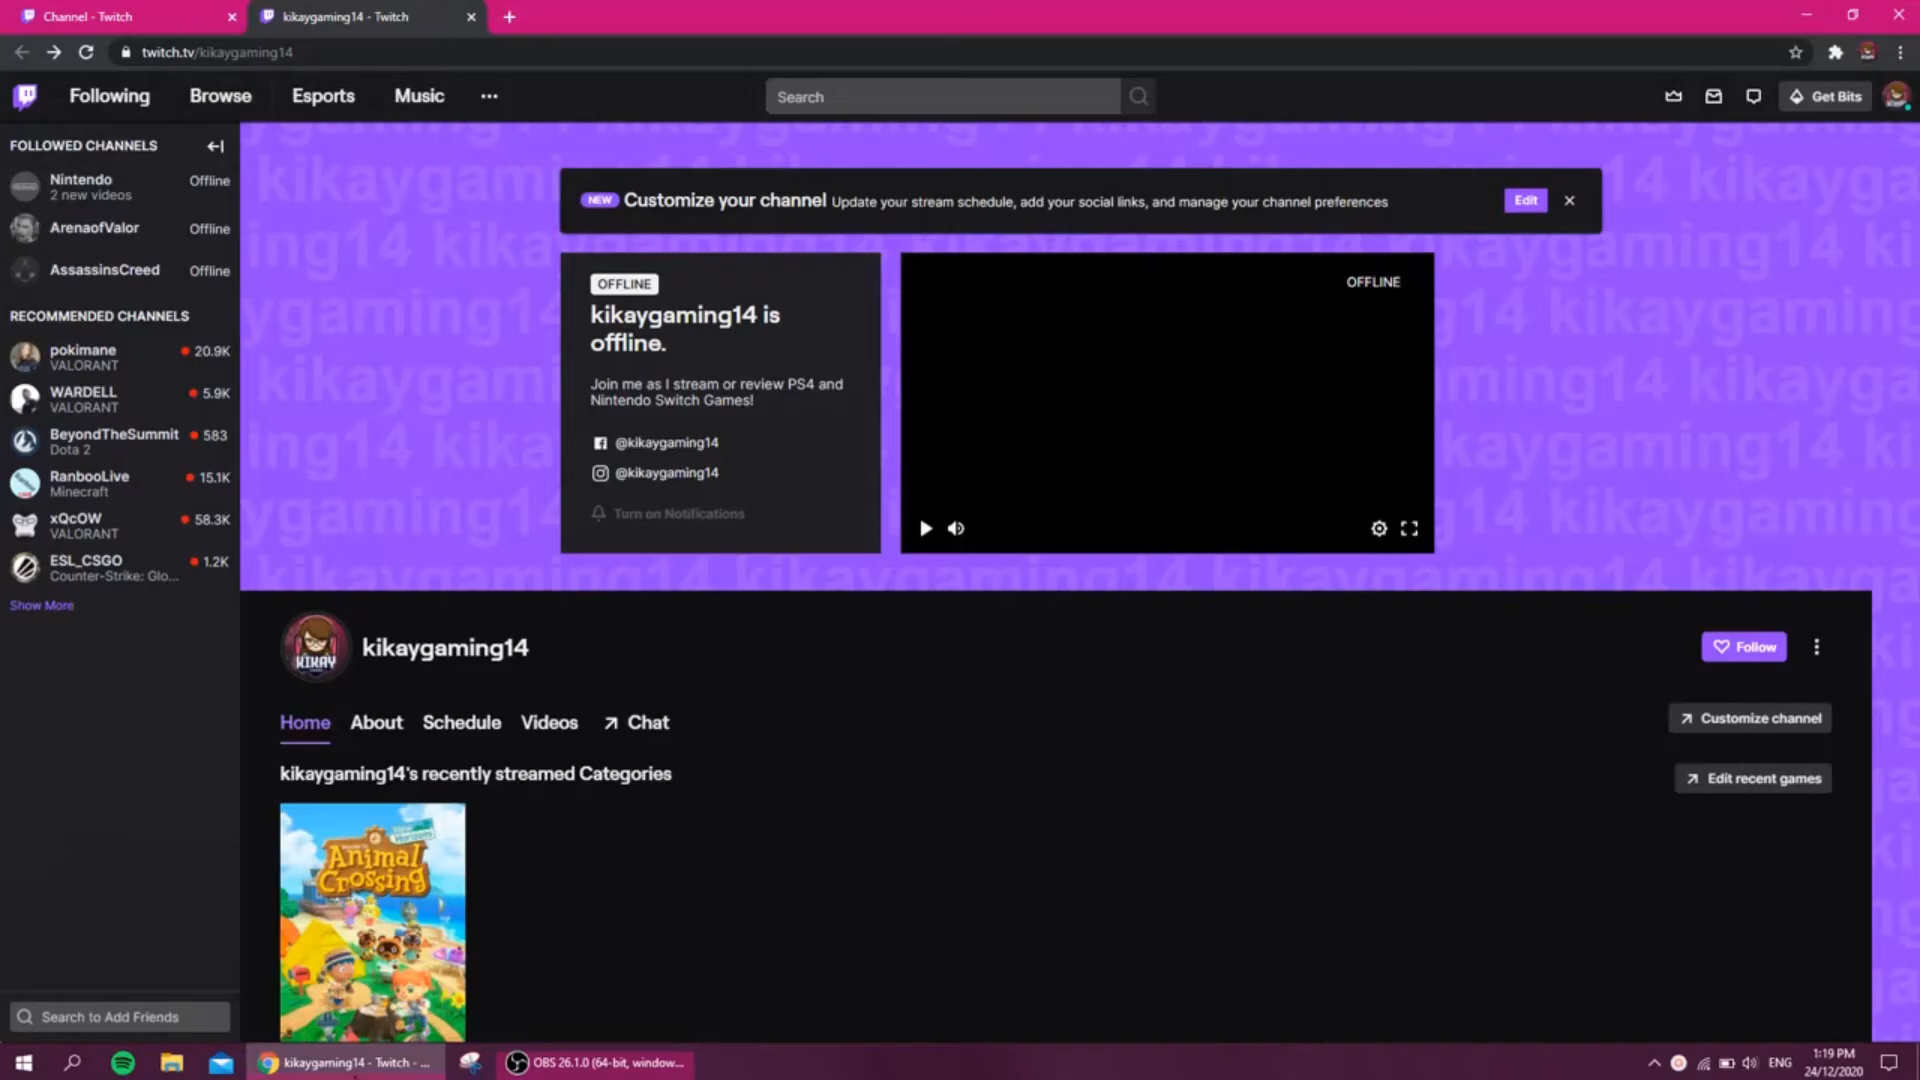 Channel - Twitch
kikaygaming14 - Twitch
twitch.tv/kikaygaming14
Following
Browse
Esports
Music
Search
Get Bits
FOLLOWED CHANNELS
Nintendo
2 new videos
Offline
ArenaofValor
Offline
AssassinsCreed
Offline
RECOMMENDED CHANNELS
pokimane
VALORANT
20.9K
WARDELL
VALORANT
5.9K
BeyondTheSummit
Dota 2
583
RanbooLive
Minecraft
15.1K
xQcOW
VALORANT
58.3K
ESL_CSGO
Counter-Strike: Glo...
1.2K
Show More
Search to Add Friends
NEW Customize your channel Update your stream schedule, add your social links, and manage your channel preferences
Edit
OFFLINE
kikaygaming14 is
offline.
Join me as I stream or review PS4 and
Nintendo Switch Games!
@kikaygaming14
@kikaygaming14
Turn on Notifications
OFFLINE
KIKAY
kikaygaming14
Follow
Home
About
Schedule
Videos
Chat
Customize channel
kikaygaming14's recently streamed Categories
Edit recent games
New Horizons
Animal
Crossing
kikaygaming14 - Twitch - ...
OBS 26.1.0 (64-bit, window...
ENG
1:19 PM
24/12/2020